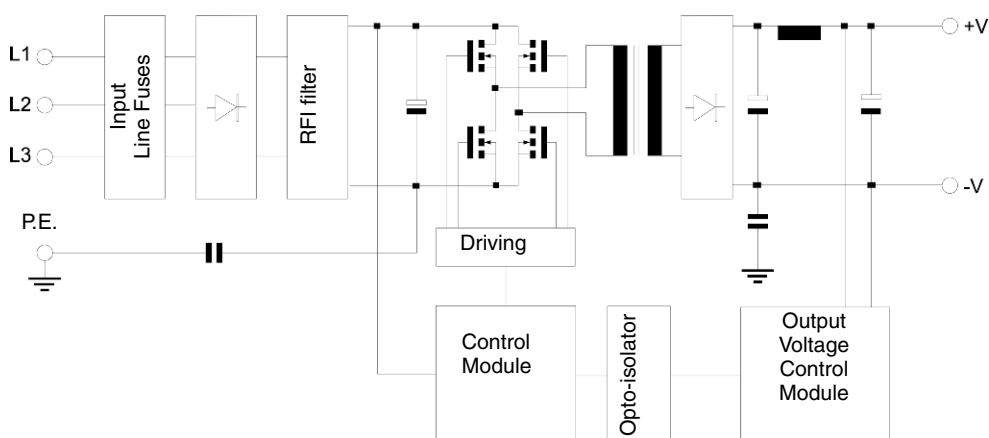 L1
L2
L3
P.E.
Input
Line Fuses
RFI filter
+V
-V
Driving
Control
Module
Opto-isolator
Output
Voltage
Control
Module